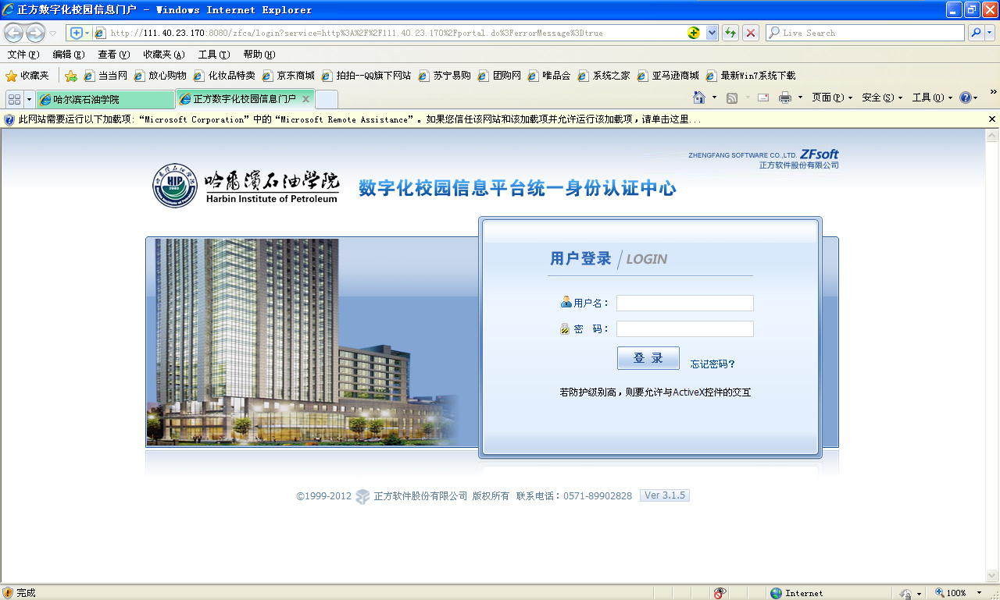 正方数字化校园信息门户 - Windows Internet Explorer
http://111.40.23.170:8080/zfca/login?service=http%3A%2F%2F111.40.23.170%2Fportal.do%3FerrorMessage%3Dtrue
Live Search
文件(F) 编辑(E) 查看(V) 收藏夹(A) 工具(T) 帮助(H)
收藏夹 当当网 放心购物 化妆品特卖 京东商城 拍拍--QQ旗下网站 苏宁易购 团购网 唯品会 系统之家 亚马逊商城 最新Win7系统下载
哈尔滨石油学院 正方数字化校园信息门户 页面(P) 安全(S) 工具(O)
此网站需要运行以下加载项:“Microsoft Corporation”中的“Microsoft Remote Assistance”。如果您信任该网站和该加载项并允许运行该加载项，请单击这里...
ZHENGFANG SOFTWARE CO.,LTD. ZFsoft
正方软件股份有限公司
HIP
哈爾濱石油学院
Harbin Institute of Petroleum
数字化校园信息平台统一身份认证中心
用户登录 / LOGIN
用户名：
密 码：
登 录 忘记密码?
若防护级别高，则要允许与ActiveX控件的交互
©1999-2012 正方软件股份有限公司 版权所有 联系电话：0571-89902828 Ver 3.1.5
完成 Internet 100%